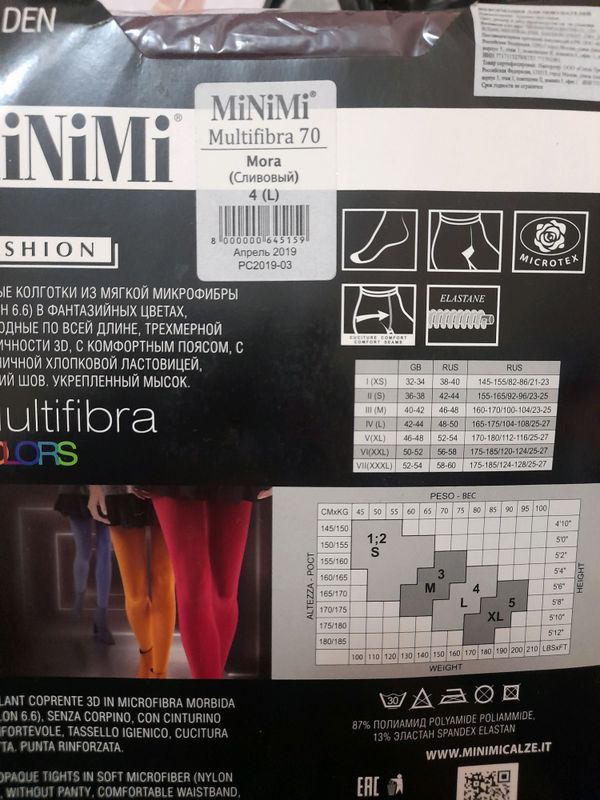 DEN
MiNiMi®
Multifibra 70
Mora
(Сливовый)
4 (L)
8 000000 645159
Апрель 2019
PC2019-03
iNiMi®
SHION
MICROTEX
CUCITURE COMFORT
COMFORT SEAMS
ELASTANE
ЫЕ КОЛГОТКИ ИЗ МЯГКОЙ МИКРОФИБРЫ
Н 6.6) В ФАНТАЗИЙНЫХ ЦВЕТАХ,
ОДНЫЕ ПО ВСЕЙ ДЛИНЕ, ТРЕХМЕРНОЙ
ИЧНОСТИ 3D, С КОМФОРТНЫМ ПОЯСОМ, С
ИЧНОЙ ХЛОПКОВОЙ ЛАСТОВИЦЕЙ,
ИЙ ШОВ. УКРЕПЛЕННЫЙ МЫСОК.
ultifibra
OLORS
GB RUS RUS
I (XS) 32-34 38-40 145-155/82-86/21-23
II (S) 36-38 42-44 155-165/92-96/23-25
III (M) 40-42 46-48 160-170/100-104/23-25
IV (L) 42-44 48-50 165-175/104-108/25-27
V(XL) 46-48 52-54 170-180/112-116/25-27
VI(XXL) 50-52 56-58 175-185/120-124/25-27
VII(XXXL) 52-54 58-60 175-185/124-128/25-27
PESO - ВЕС
CMxKG 45 50 55 60 65 70 75 80 85 90 95 100
145/150 4'10"
150/155 5'0"
155/160 5'2"
160/165 5'4"
165/170 5'6"
170/175 5'8"
175/180 5'10"
180/185 5'12"
1;2
S
3
M
4
L
5
XL
ALTEZZA - РОСТ
HEIGHT
100 110 120 130 140 150 160 170 180 190 200 210 LBSxFT
WEIGHT
30
LANT COPRENTE 3D IN MICROFIBRA MORBIDA
LON 6.6), SENZA CORPINO, CON CINTURINO
NFORTEVOLE, TASSELLO IGIENICO, CUCITURA
TTA. PUNTA RINFORZATA.
87% ПОЛИАМИД POLYAMIDE POLIAMMIDE,
13% ЭЛАСТАН SPANDEX ELASTAN
WWW.MINIMICALZE.IT
OPAQUE TIGHTS IN SOFT MICROFIBER (NYLON
WITHOUT PANTY, COMFORTABLE WAISTBAND,
EAC